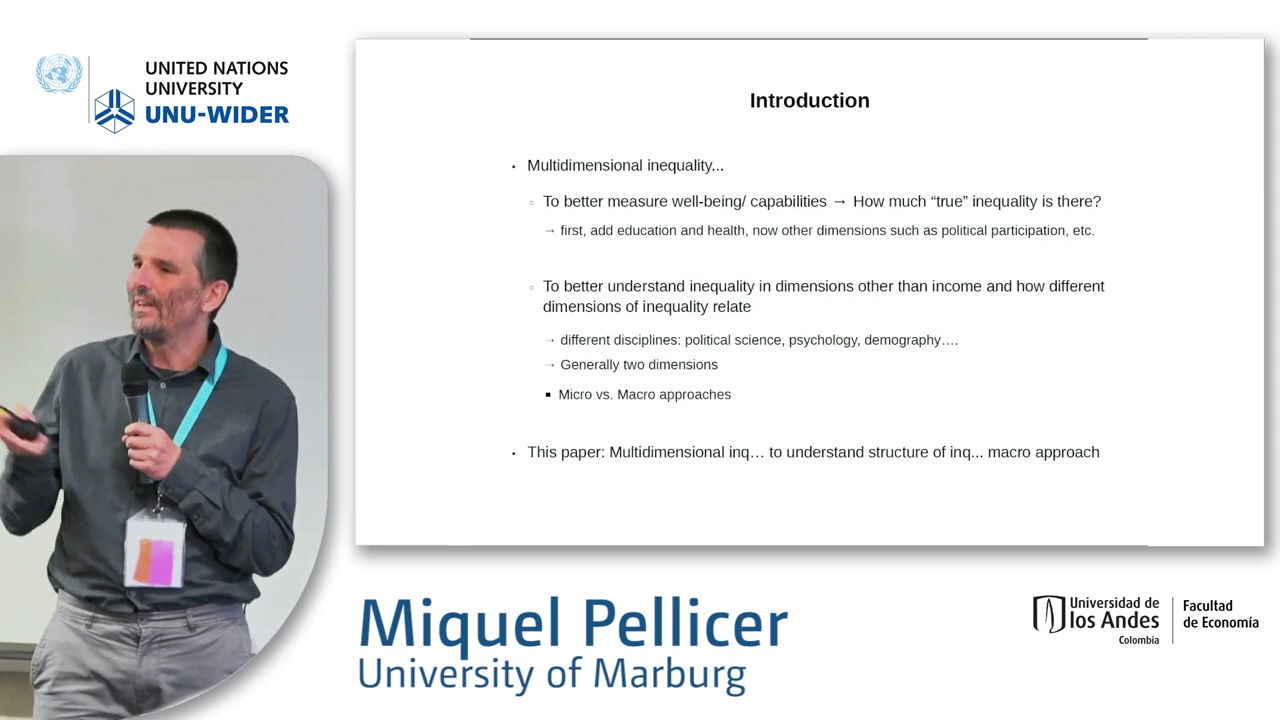 UNITED NATIONS
UNIVERSITY
UNU-WIDER
Introduction
Multidimensional inequality...
To better measure well-being/ capabilities → How much “true” inequality is there?
→ first, add education and health, now other dimensions such as political participation, etc.
To better understand inequality in dimensions other than income and how different
dimensions of inequality relate
→ different disciplines: political science, psychology, demography….
→ Generally two dimensions
Micro vs. Macro approaches
This paper: Multidimensional inq… to understand structure of inq... macro approach
Miquel Pellicer
University of Marburg
Universidad de
los Andes
Colombia
Facultad
de Economía